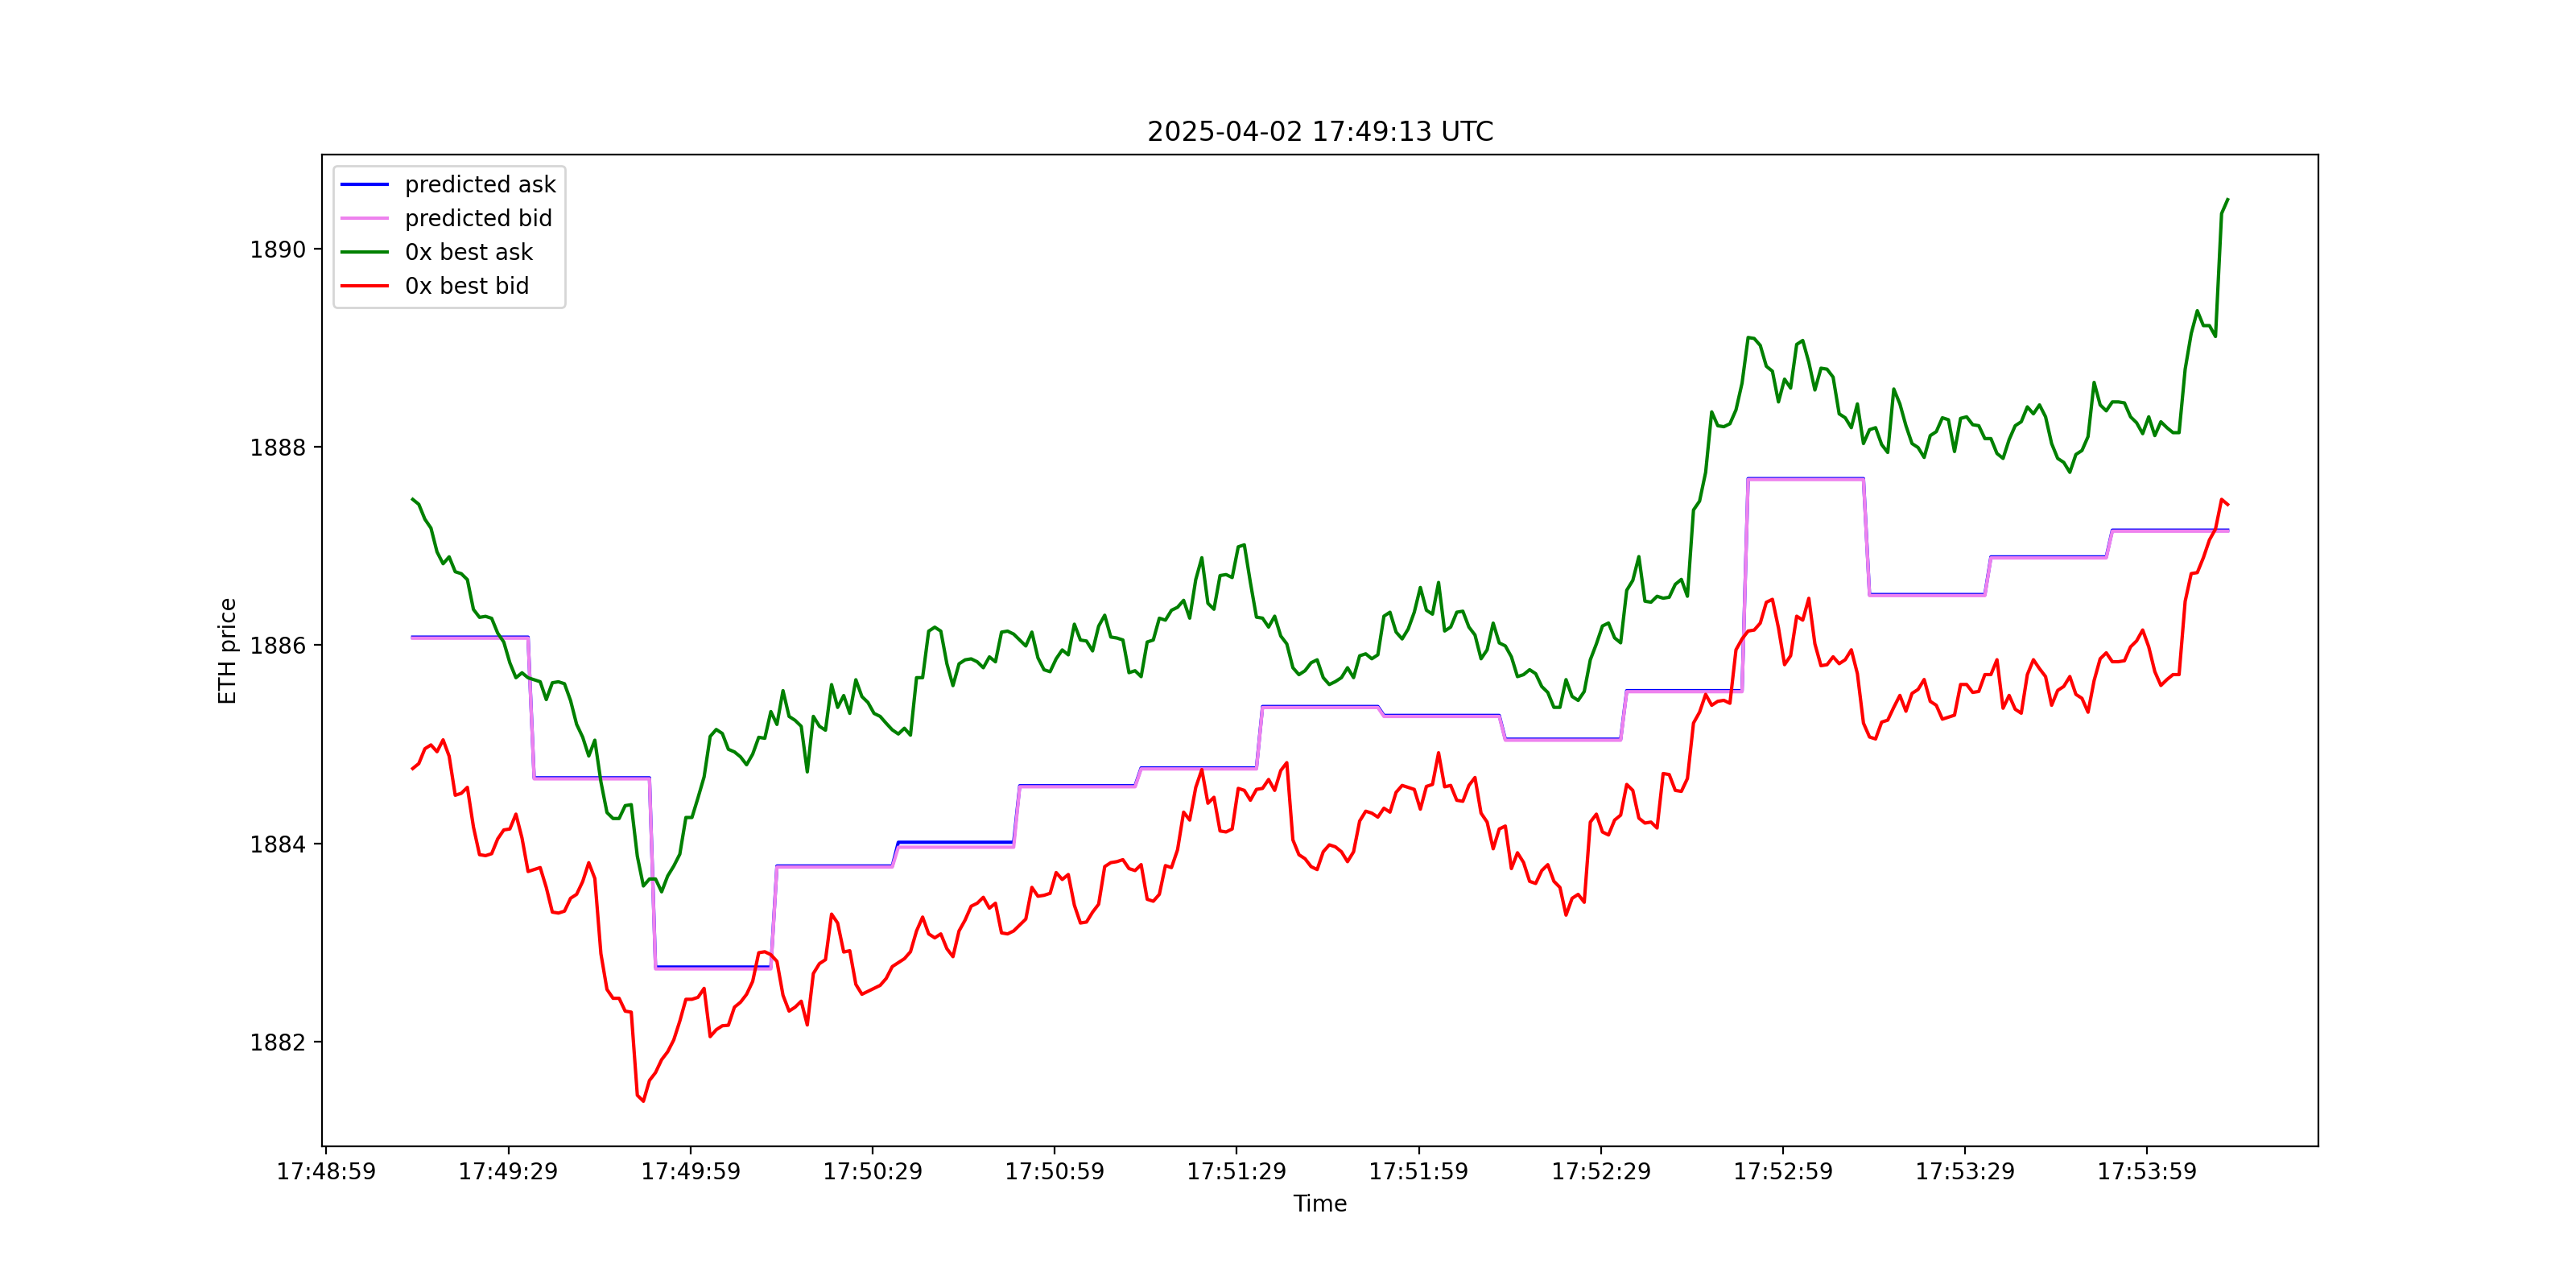 2025-04-02 17:49:13 UTC
predicted ask
predicted bid
0x best ask
0x best bid
1890
1888
1886
1884
1882
ETH price
17:48:59 17:49:29 17:49:59 17:50:29 17:50:59 17:51:29 17:51:59 17:52:29 17:52:59 17:53:29 17:53:59
Time